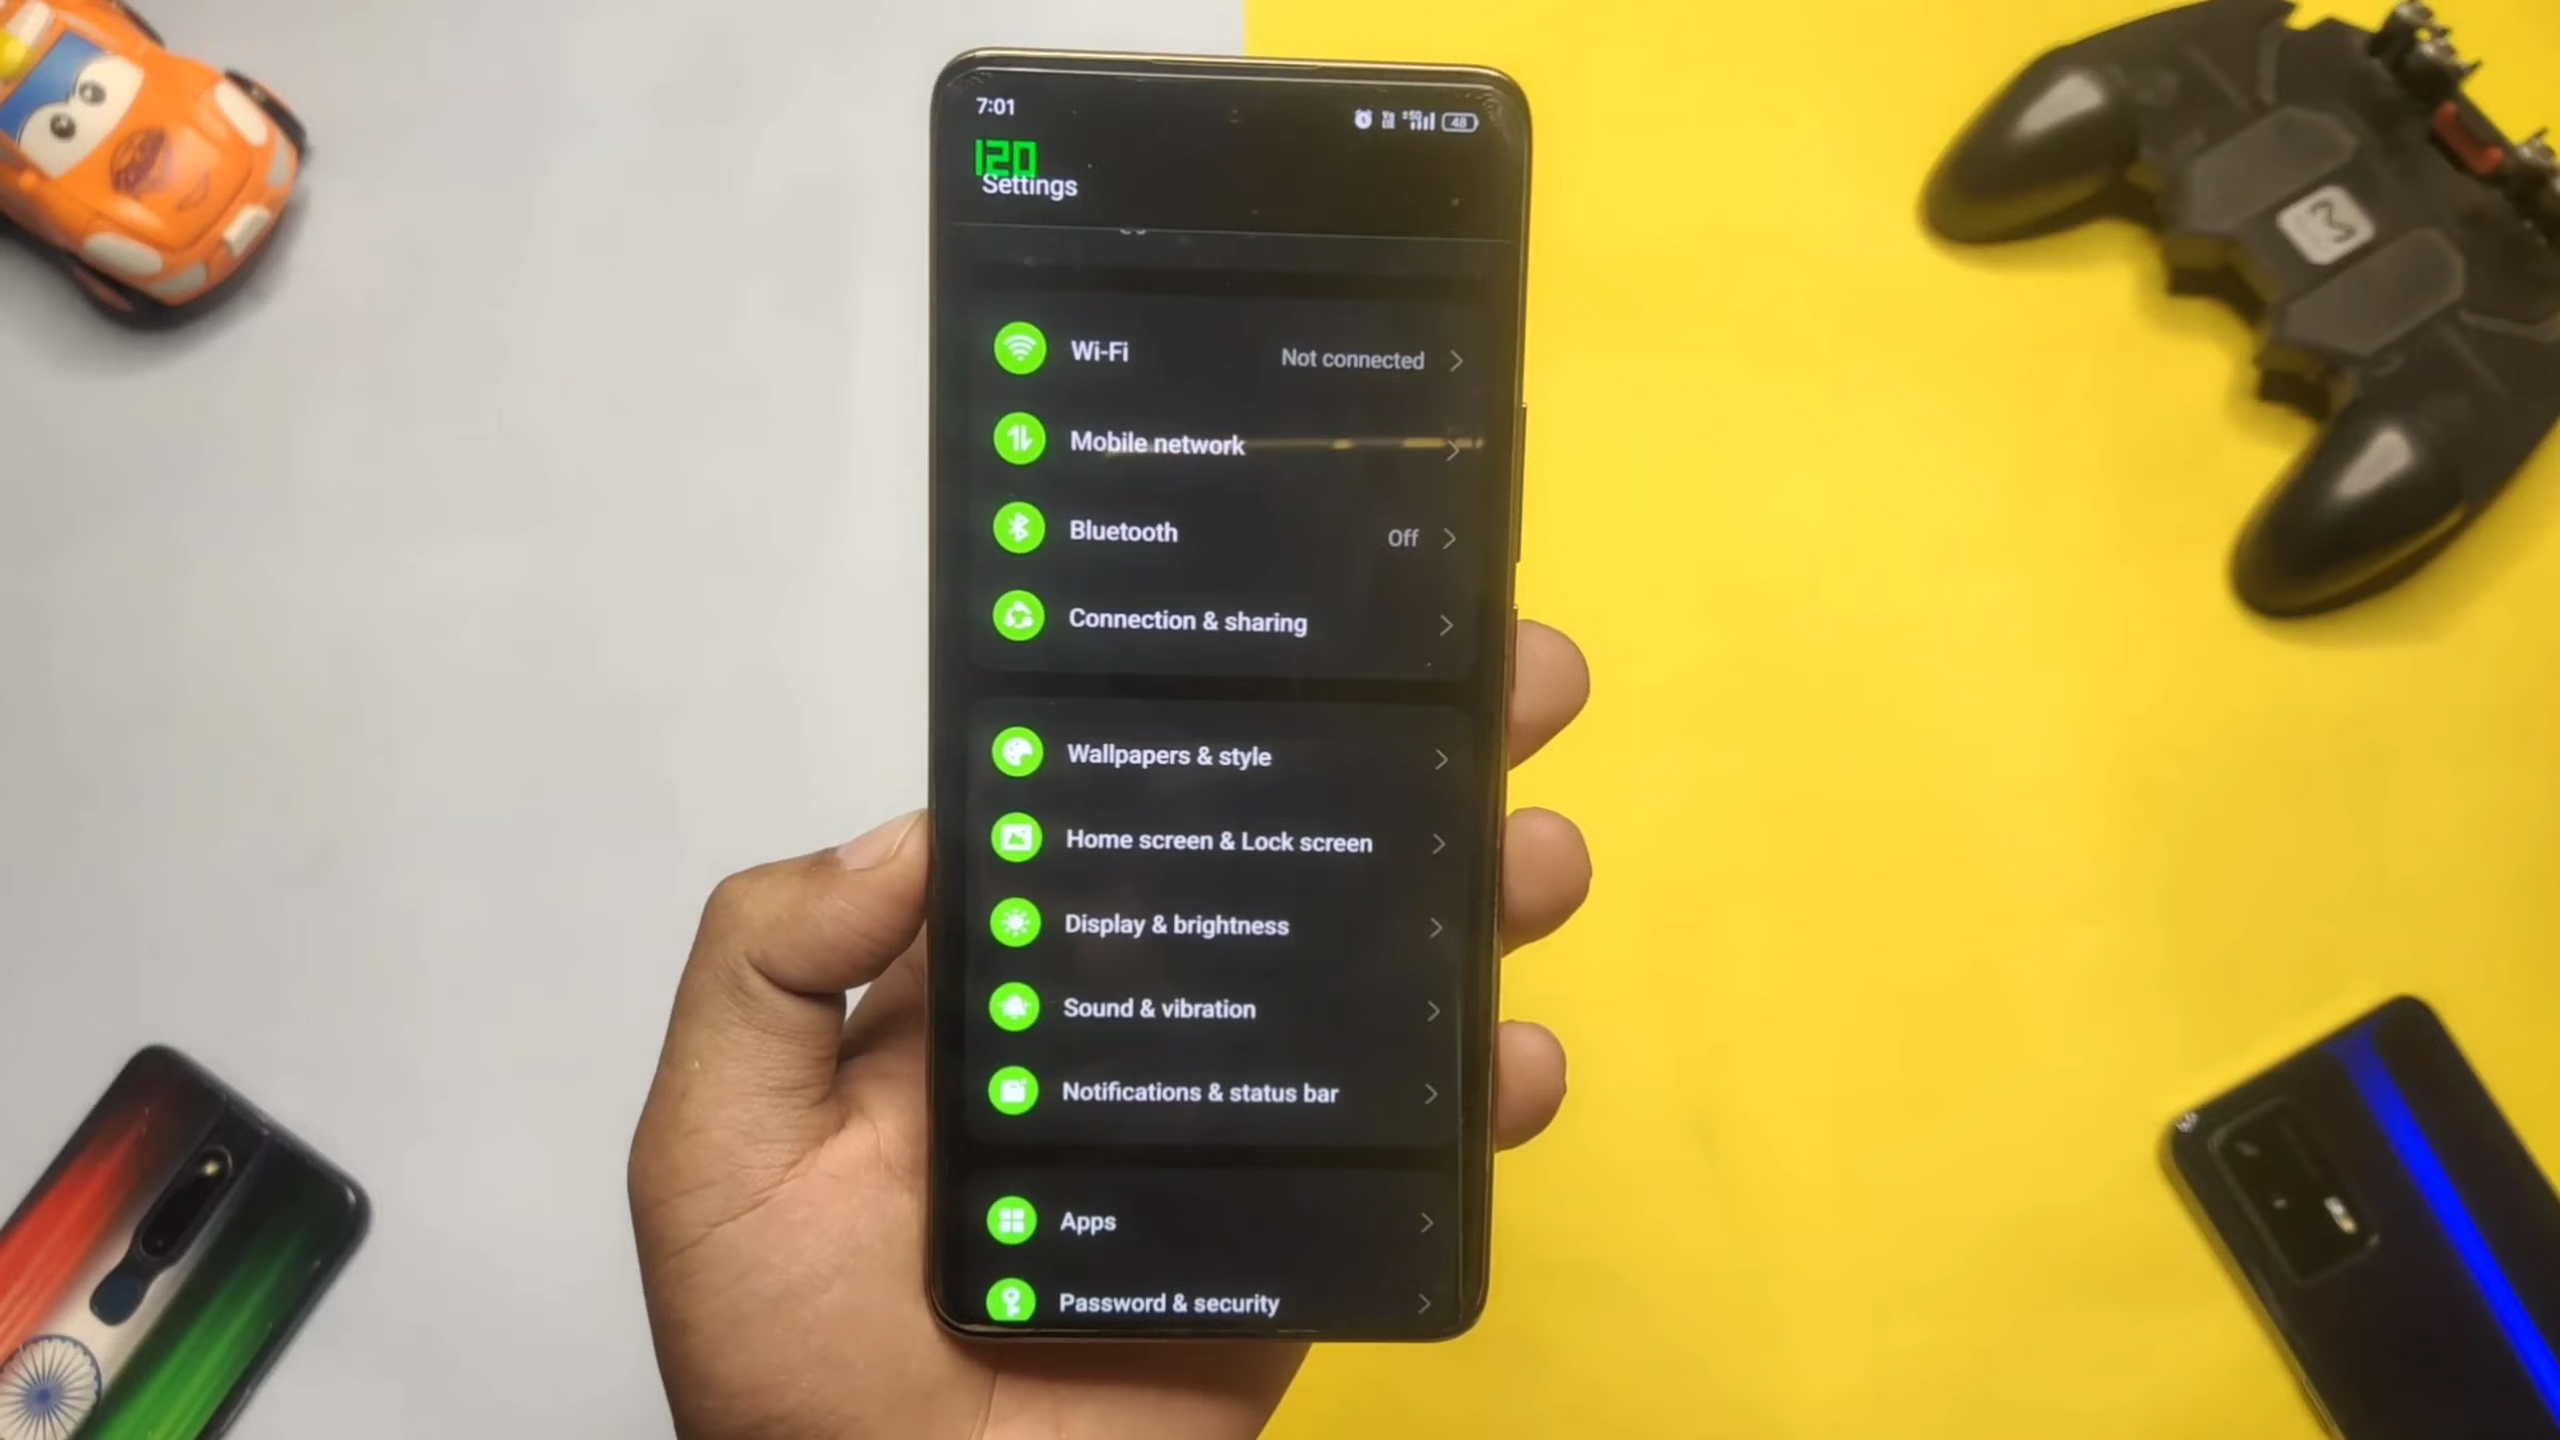 7:01
48
120
Settings
Wi-Fi
Not connected
Mobile network
Bluetooth
Off
Connection & sharing
Wallpapers & style
Home screen & Lock screen
Display & brightness
Sound & vibration
Notifications & status bar
Apps
Password & security